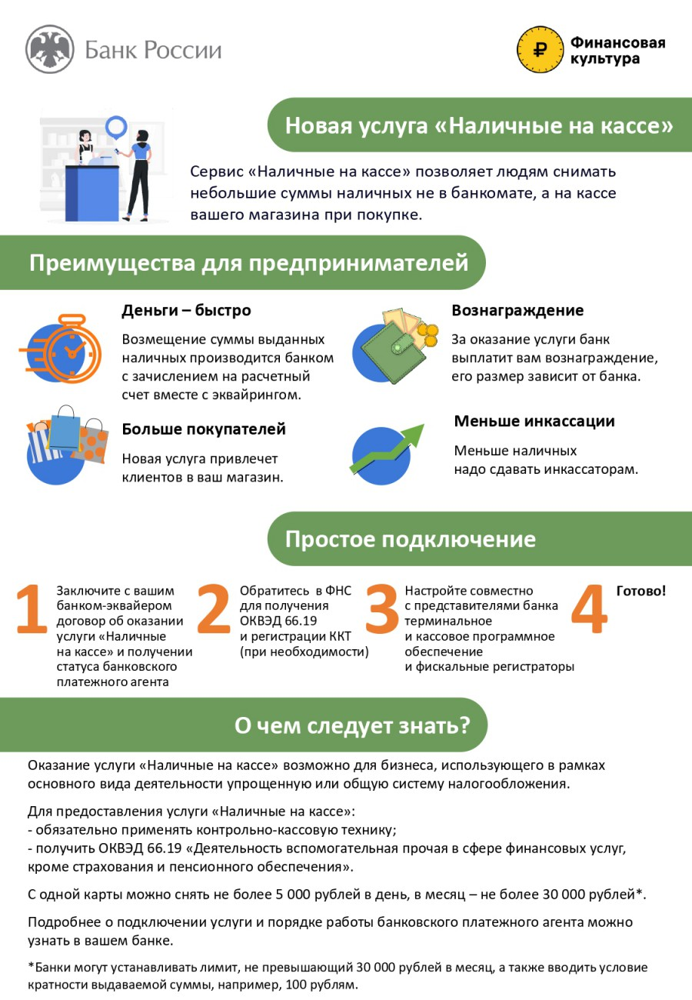 Банк России
Финансовая
культура
₽
Новая услуга «Наличные на кассе»
Сервис «Наличные на кассе» позволяет людям снимать
небольшие суммы наличных не в банкомате, а на кассе
вашего магазина при покупке.
Преимущества для предпринимателей
Деньги – быстро
Возмещение суммы выданных
наличных производится банком
с зачислением на расчетный
счет вместе с эквайрингом.
Вознаграждение
За оказание услуги банк
выплатит вам вознаграждение,
его размер зависит от банка.
Больше покупателей
Новая услуга привлечет
клиентов в ваш магазин.
Меньше инкассации
Меньше наличных
надо сдавать инкассаторам.
Простое подключение
1
Заключите с вашим
банком-эквайером
договор об оказании
услуги «Наличные
на кассе» и получении
статуса банковского
платежного агента
2
Обратитесь в ФНС
для получения
ОКВЭД 66.19
и регистрации ККТ
(при необходимости)
3
Настройте совместно
с представителями банка
терминальное
и кассовое программное
обеспечение
и фискальные регистраторы
4
Готово!
О чем следует знать?
Оказание услуги «Наличные на кассе» возможно для бизнеса, использующего в рамках
основного вида деятельности упрощенную или общую систему налогообложения.
Для предоставления услуги «Наличные на кассе»:
- обязательно применять контрольно-кассовую технику;
- получить ОКВЭД 66.19 «Деятельность вспомогательная прочая в сфере финансовых услуг,
кроме страхования и пенсионного обеспечения».
С одной карты можно снять не более 5 000 рублей в день, в месяц – не более 30 000 рублей*.
Подробнее о подключении услуги и порядке работы банковского платежного агента можно
узнать в вашем банке.
*Банки могут устанавливать лимит, не превышающий 30 000 рублей в месяц, а также вводить условие
кратности выдаваемой суммы, например, 100 рублям.